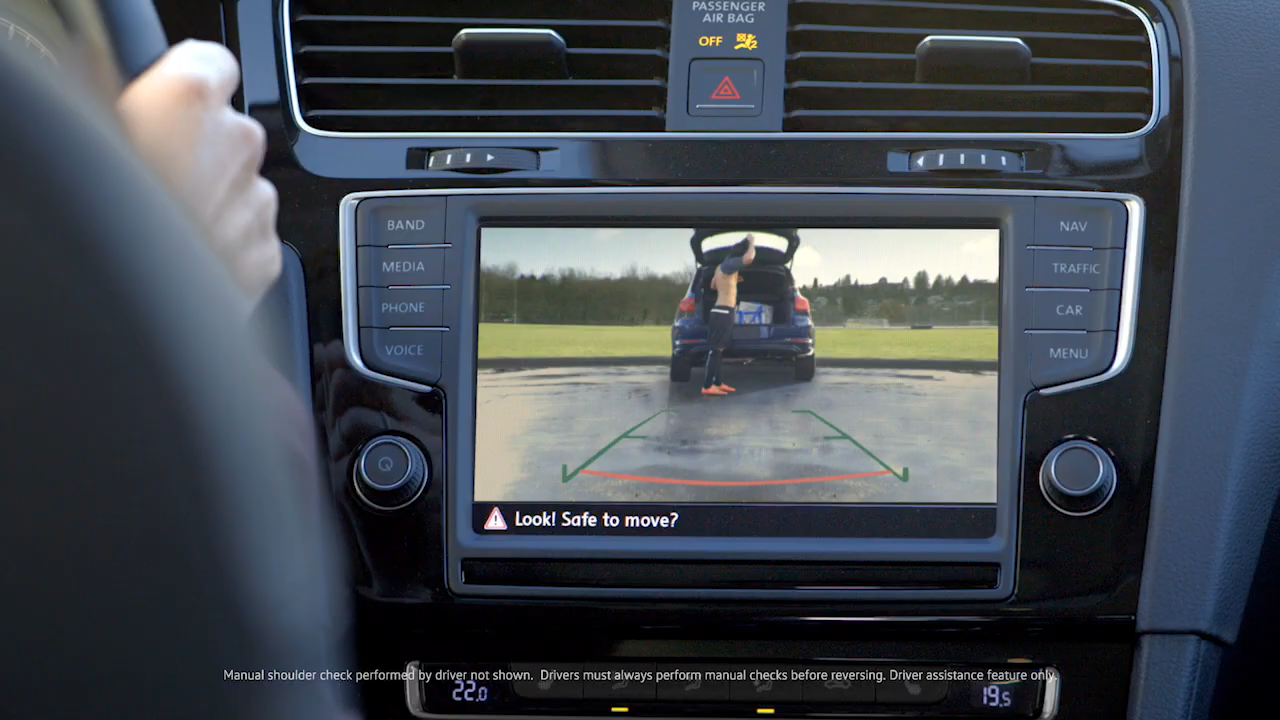 PASSENGER
AIR BAG
OFF
BAND
MEDIA
PHONE
VOICE
NAV
TRAFFIC
CAR
MENU
Look! Safe to move?
Manual shoulder check performed by driver not shown. Drivers must always perform manual checks before reversing. Driver assistance feature only.
22.0
19.5